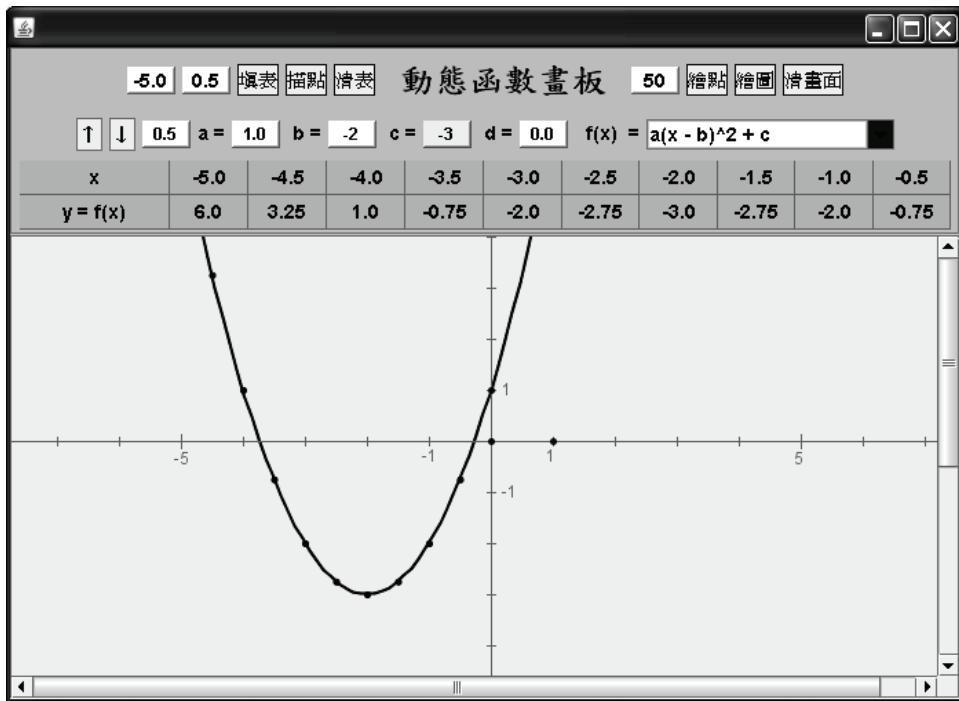 -5.0 0.5 填表 描點 清表 動態函數畫板 50 繪點 繪圖 清畫面
↑ ↓ 0.5 a = 1.0 b = -2 c = -3 d = 0.0 f(x) = a(x - b)^2 + c
x -5.0 -4.5 -4.0 -3.5 -3.0 -2.5 -2.0 -1.5 -1.0 -0.5
y = f(x) 6.0 3.25 1.0 -0.75 -2.0 -2.75 -3.0 -2.75 -2.0 -0.75
1
-5 -1 1 5
-1